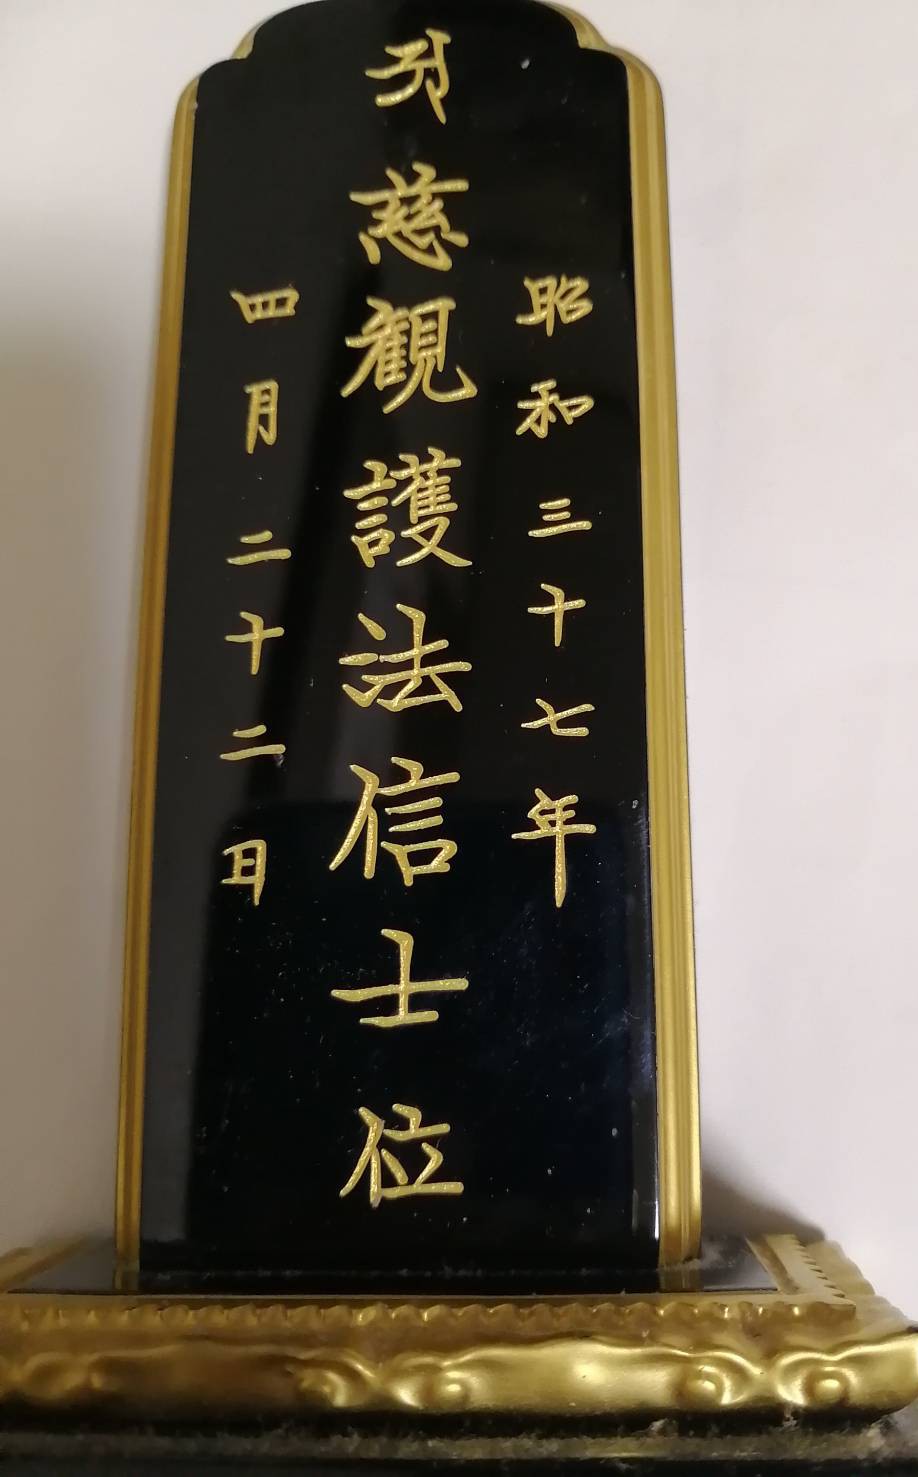 昭和三十七年
𑖀 慈観護法信士位
四月二十二日